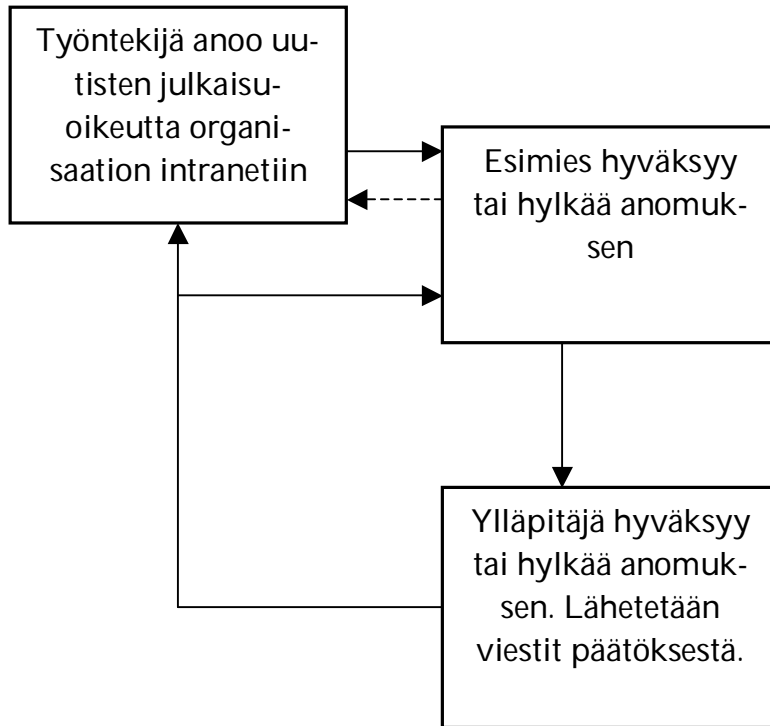 Työntekijä anoo uu-
tisten julkaisu-
oikeutta organi-
saation intranetiin
Esimies hyväksyy
tai hylkää anomuk-
sen
Ylläpitäjä hyväksyy
tai hylkää anomuk-
sen. Lähetetään
viestit päätöksestä.